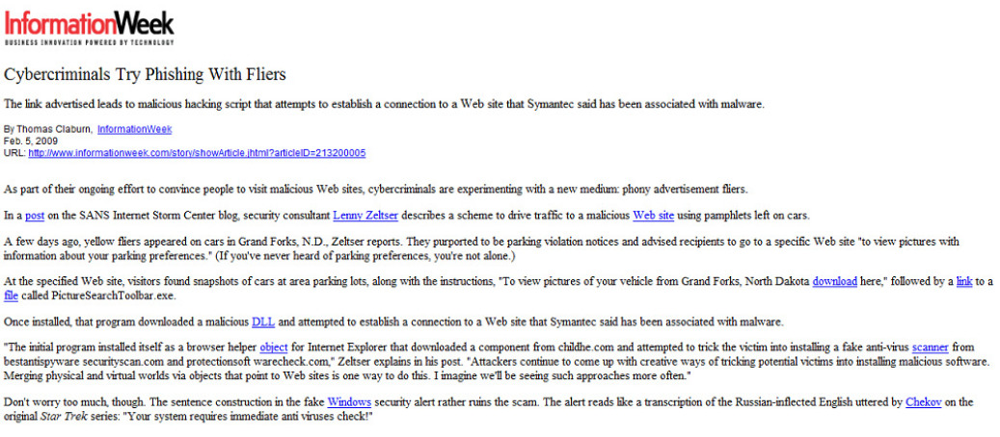 InformationWeek
BUSINESS INNOVATION POWERED BY TECHNOLOGY
Cybercriminals Try Phishing With Fliers
The link advertised leads to malicious hacking script that attempts to establish a connection to a Web site that Symantec said has been associated with malware.
By Thomas Claburn, InformationWeek
Feb. 5, 2009
URL: http://www.informationweek.com/story/showArticle.jhtml?articleID=213200005
As part of their ongoing effort to convince people to visit malicious Web sites, cybercriminals are experimenting with a new medium: phony advertisement fliers.
In a post on the SANS Internet Storm Center blog, security consultant Lenny Zeltser describes a scheme to drive traffic to a malicious Web site using pamphlets left on cars.
A few days ago, yellow fliers appeared on cars in Grand Forks, N.D., Zeltser reports. They purported to be parking violation notices and advised recipients to go to a specific Web site "to view pictures with
information about your parking preferences." (If you've never heard of parking preferences, you're not alone.)
At the specified Web site, visitors found snapshots of cars at area parking lots, along with the instructions, "To view pictures of your vehicle from Grand Forks, North Dakota download here," followed by a link to a
file called PictureSearchToolbar.exe.
Once installed, that program downloaded a malicious DLL and attempted to establish a connection to a Web site that Symantec said has been associated with malware.
"The initial program installed itself as a browser helper object for Internet Explorer that downloaded a component from childhe.com and attempted to trick the victim into installing a fake anti-virus scanner from
bestantispyware securityscan.com and protectionsoft warecheck.com," Zeltser explains in his post. "Attackers continue to come up with creative ways of tricking potential victims into installing malicious software.
Merging physical and virtual worlds via objects that point to Web sites is one way to do this. I imagine we'll be seeing such approaches more often."
Don't worry too much, though. The sentence construction in the fake Windows security alert rather ruins the scam. The alert reads like a transcription of the Russian-inflected English uttered by Chekov on the
original Star Trek series: "Your system requires immediate anti viruses check!"